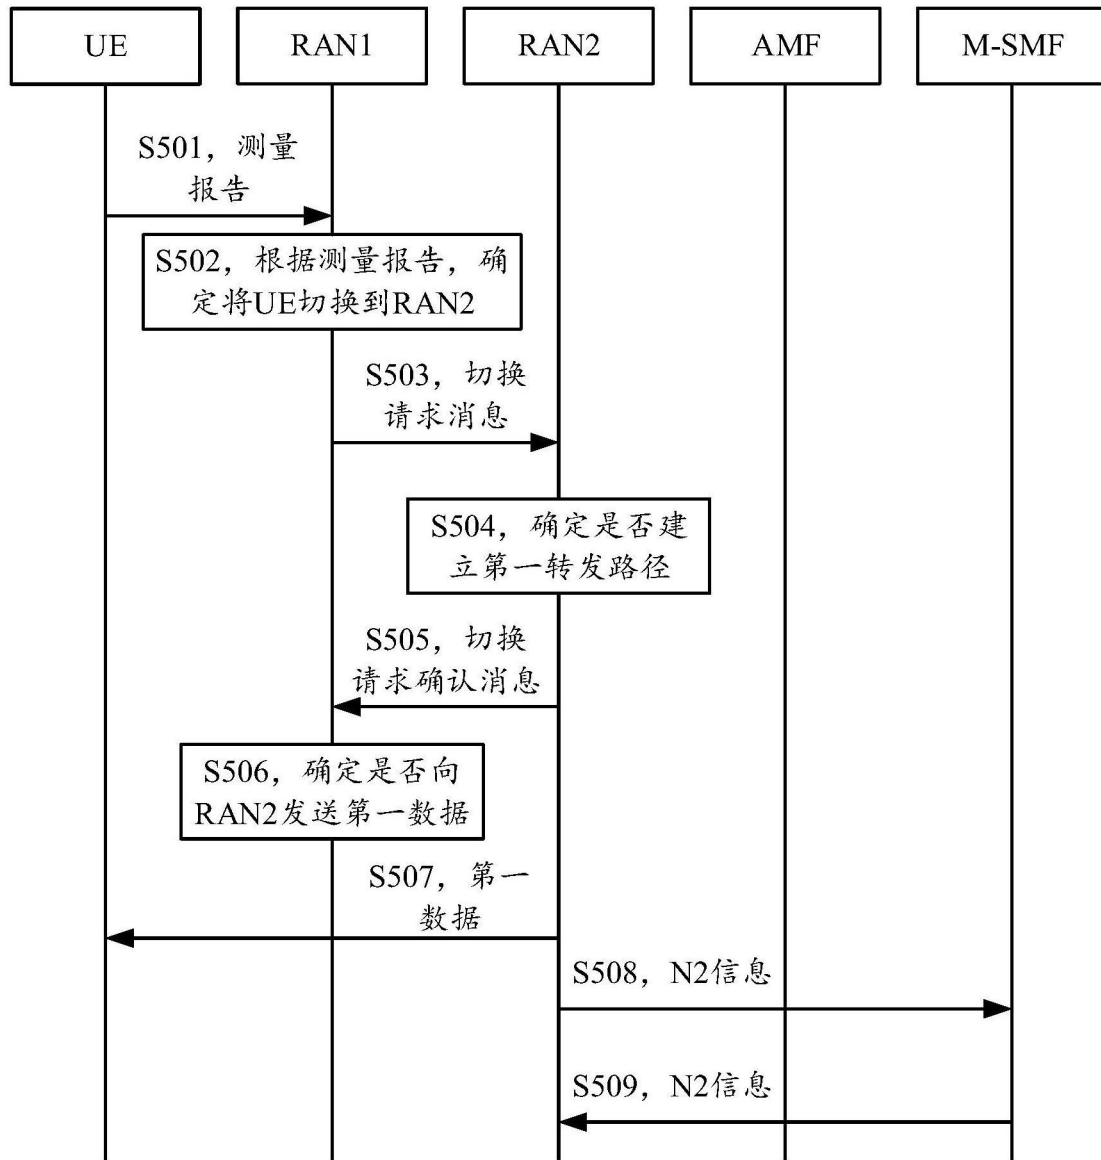 UE
RAN1
RAN2
AMF
M-SMF
S501，测量
报告
S502，根据测量报告，确
定将UE切换到RAN2
S503，切换
请求消息
S504，确定是否建
立第一转发路径
S505，切换
请求确认消息
S506，确定是否向
RAN2发送第一数据
S507，第一
数据
S508，N2信息
S509，N2信息